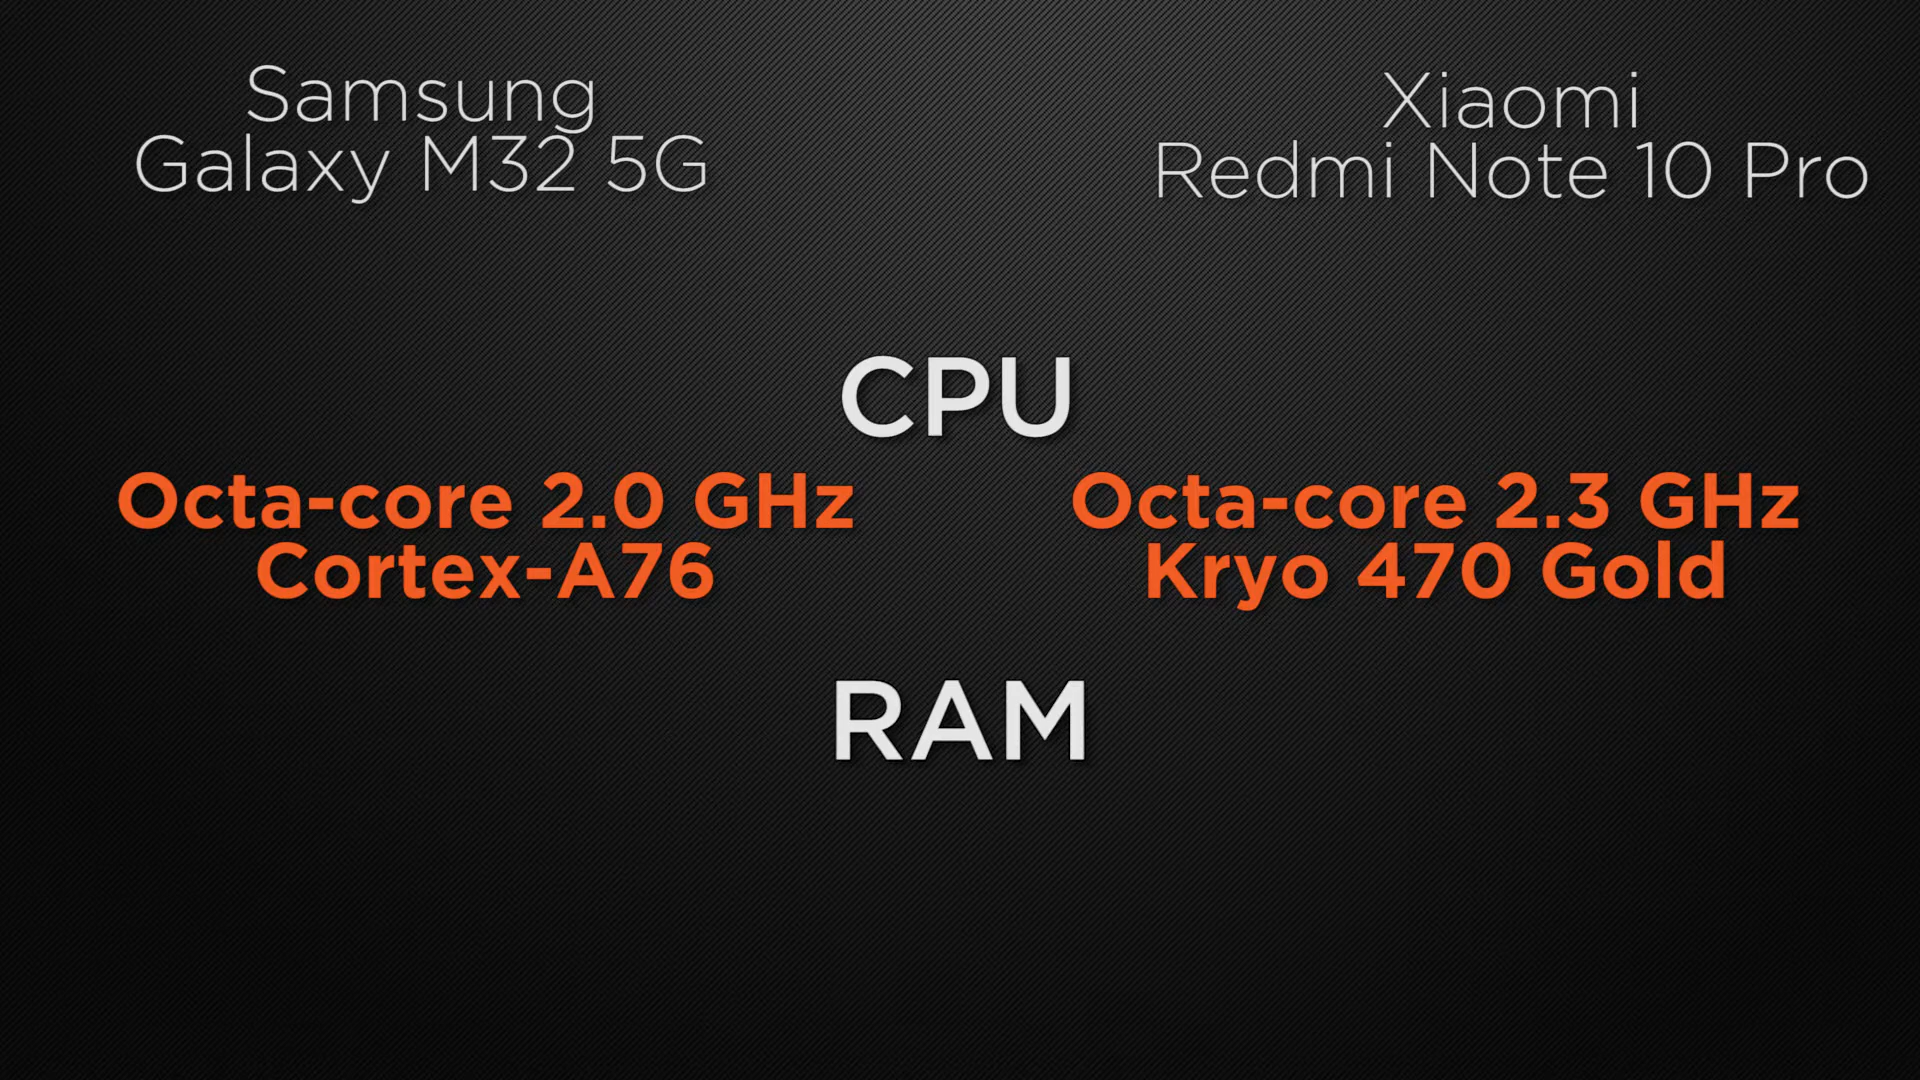 Samsung
Galaxy M32 5G
Xiaomi
Redmi Note 10 Pro
CPU
Octa-core 2.0 GHz
Cortex-A76
Octa-core 2.3 GHz
Kryo 470 Gold
RAM